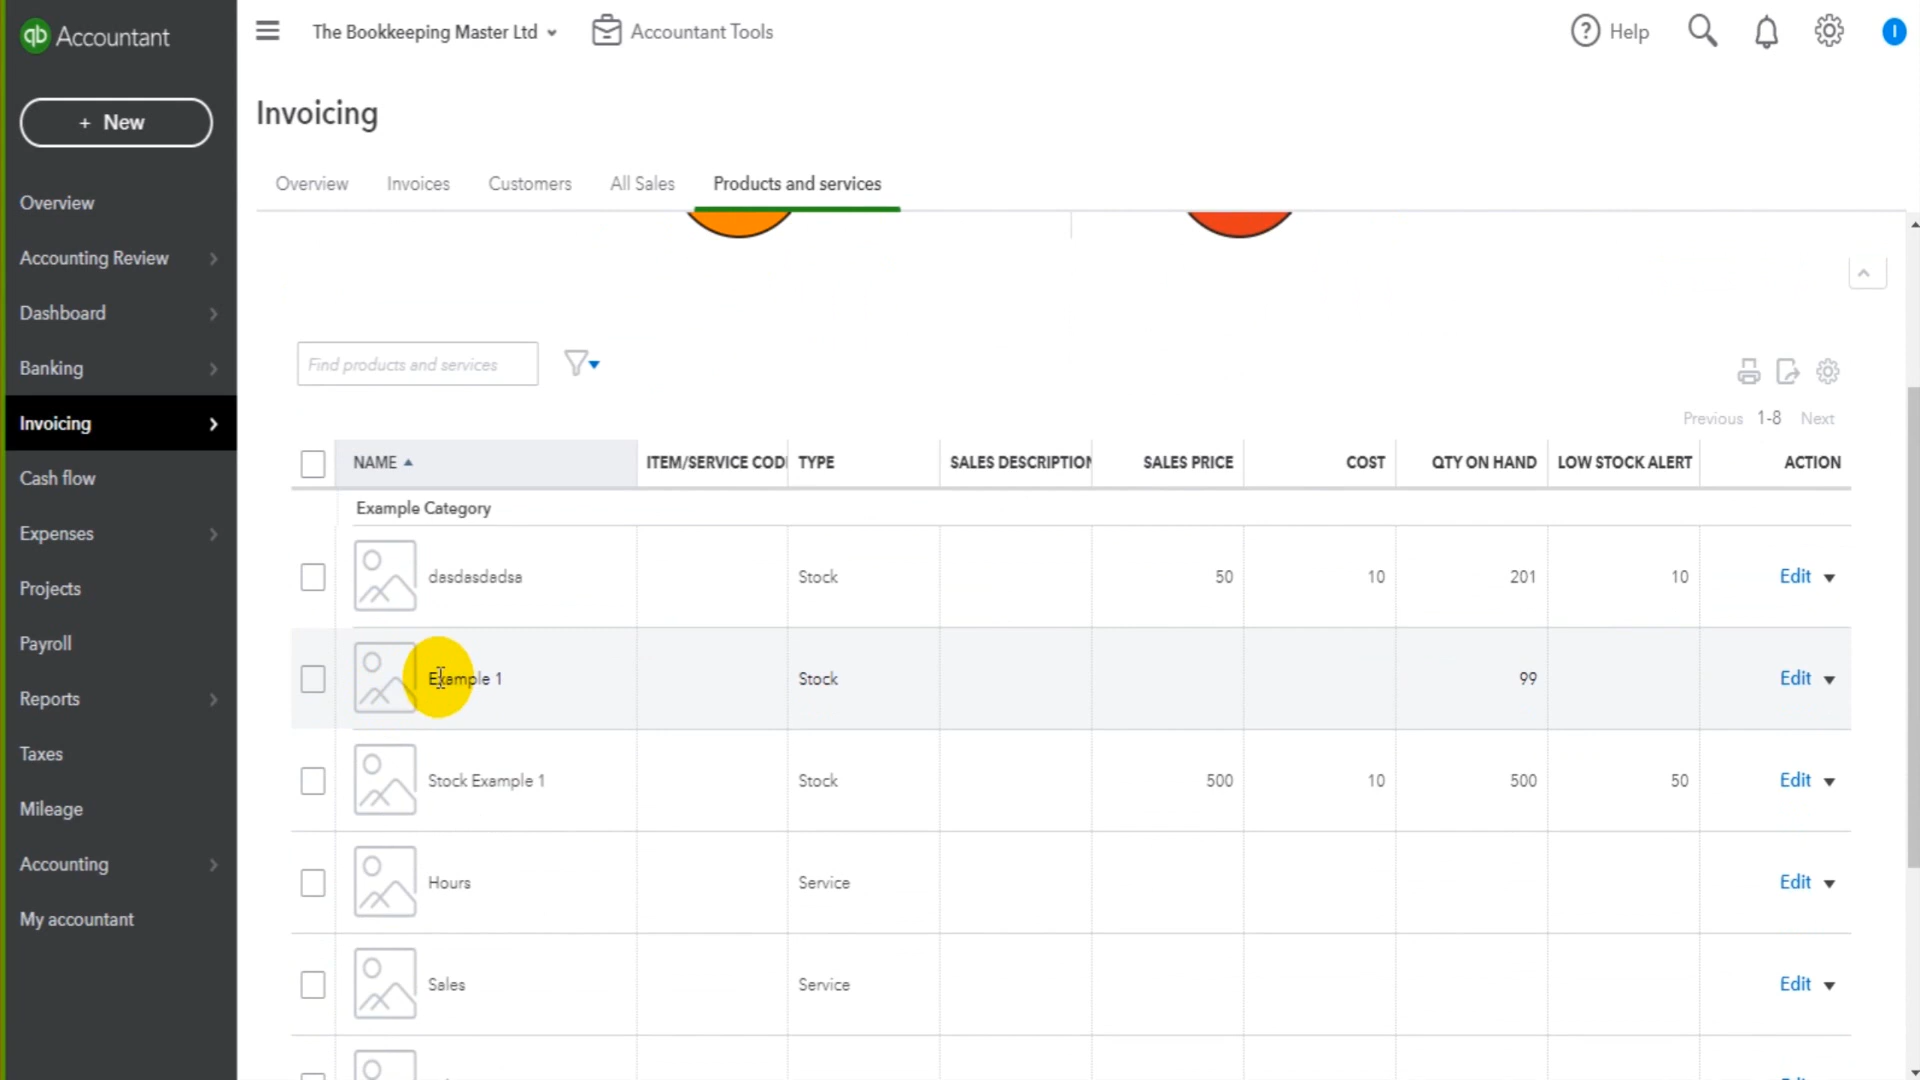 qb Accountant
The Bookkeeping Master Ltd
Accountant Tools
? Help
I
+ New
Invoicing
Overview Invoices Customers All Sales Products and services
Overview
Accounting Review
Dashboard
Banking
Invoicing
Cash flow
Expenses
Projects
Payroll
Reports
Taxes
Mileage
Accounting
My accountant
Find products and services
Previous 1-8 Next
NAME ITEM/SERVICE COD TYPE SALES DESCRIPTION SALES PRICE COST QTY ON HAND LOW STOCK ALERT ACTION
Example Category
dasdasdadsa Stock 50 10 201 10 Edit
Example 1 Stock 99 Edit
Stock Example 1 Stock 500 10 500 50 Edit
Hours Service Edit
Sales Service Edit